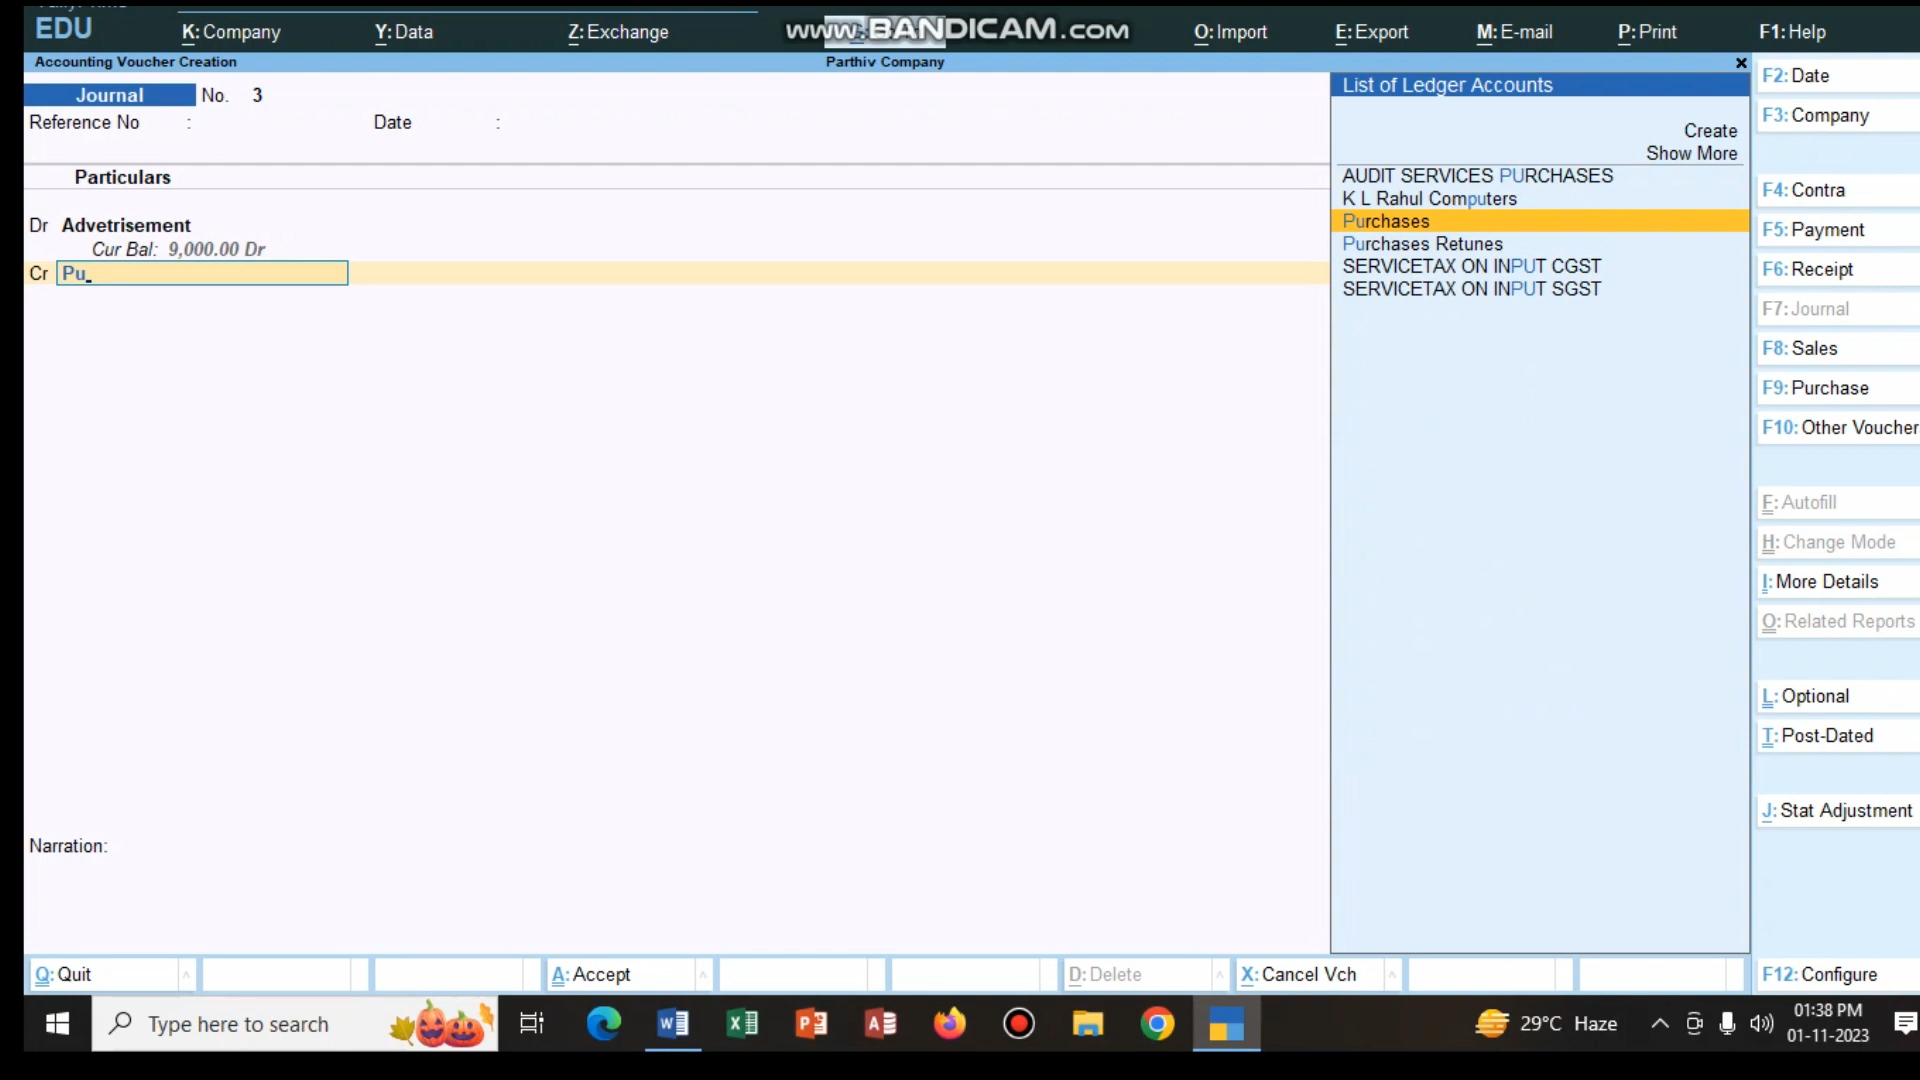 EDU
K: Company
Y: Data
Z: Exchange
www.BANDICAM.com
O: Import
E: Export
M: E-mail
P: Print
F1: Help
Accounting Voucher Creation
Parthiv Company
Journal No. 3
Reference No :
Date :
Particulars
Dr Advetrisement
Cur Bal: 9,000.00 Dr
Cr Pu
List of Ledger Accounts
Create
Show More
AUDIT SERVICES PURCHASES
K L Rahul Computers
Purchases
Purchases Retunes
SERVICETAX ON INPUT CGST
SERVICETAX ON INPUT SGST
F2: Date
F3: Company
F4: Contra
F5: Payment
F6: Receipt
F7: Journal
F8: Sales
F9: Purchase
F10: Other Voucher
F: Autofill
H: Change Mode
I: More Details
O: Related Reports
L: Optional
T: Post-Dated
J: Stat Adjustment
F12: Configure
Narration:
Q: Quit
A: Accept
D: Delete
X: Cancel Vch
Type here to search
29°C Haze
01:38 PM
01-11-2023